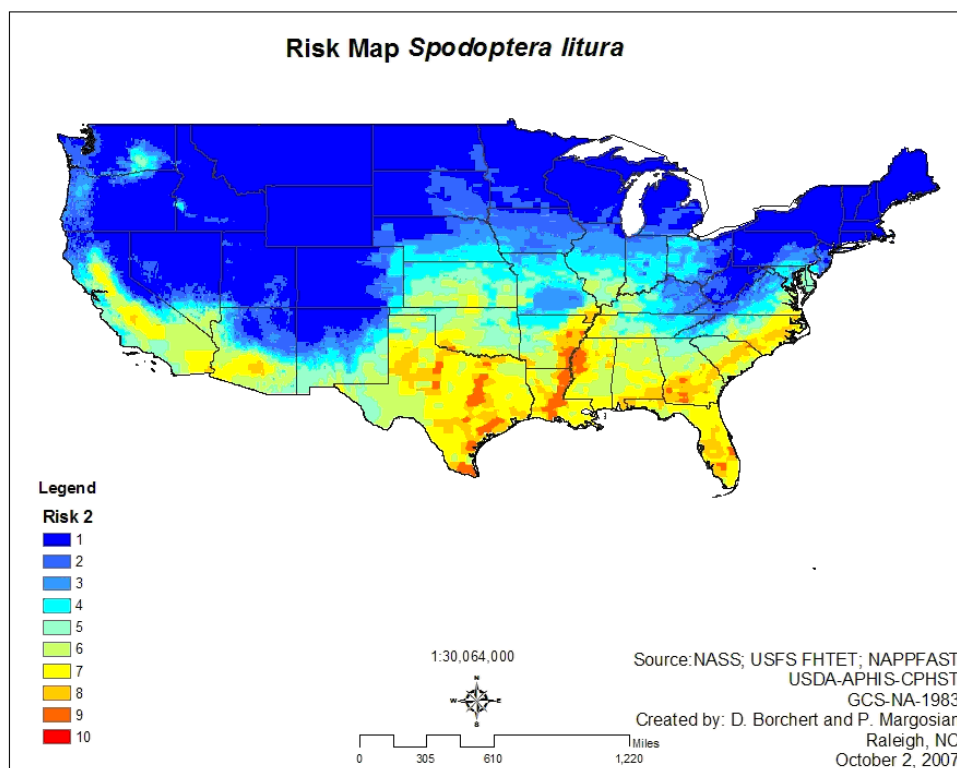 Risk Map Spodoptera litura
Legend
Risk 2
1
2
3
4
5
6
7
8
9
10
1:30,064,000
N
W E
S
Miles
0 305 610 1,220
Source:NASS; USFS FHTET; NAPPFAST
USDA-APHIS-CPHST
GCS-NA-1983
Created by: D. Borchert and P. Margosian
Raleigh, NC
October 2, 2007